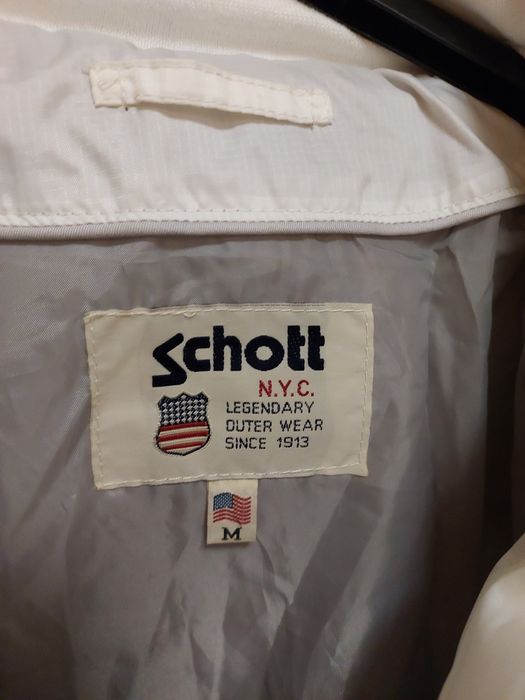 Schott
N.Y.C.
LEGENDARY
OUTER WEAR
SINCE 1913
M